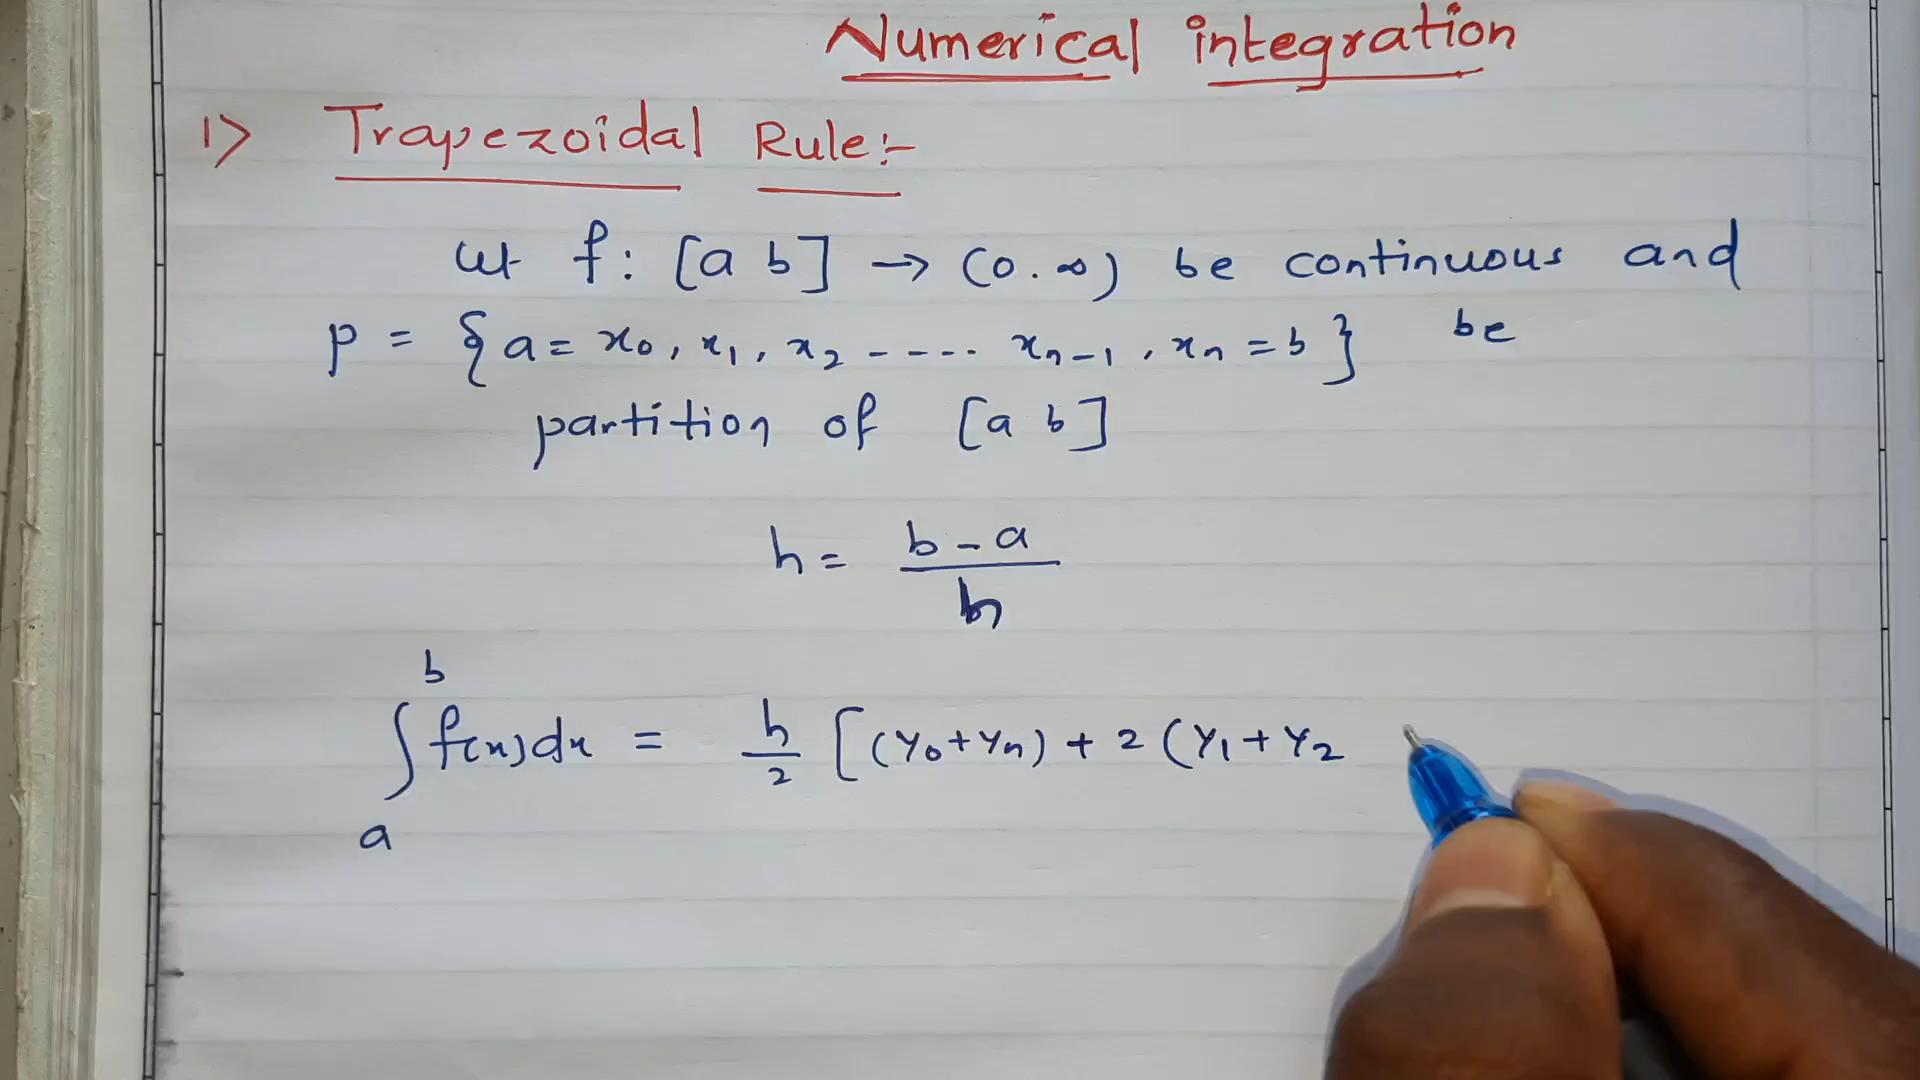 Numerical integration
1> Trapezoidal Rule:-
Let f: [a b] → (0.∞) be continuous and
p = {a = x0, x1, x2 ----.. xn-1, xn = b} be
partition of [a b]
h = b - a / n
∫ab f(x)dx = h/2 [(y0+yn) + 2 (y1+y2